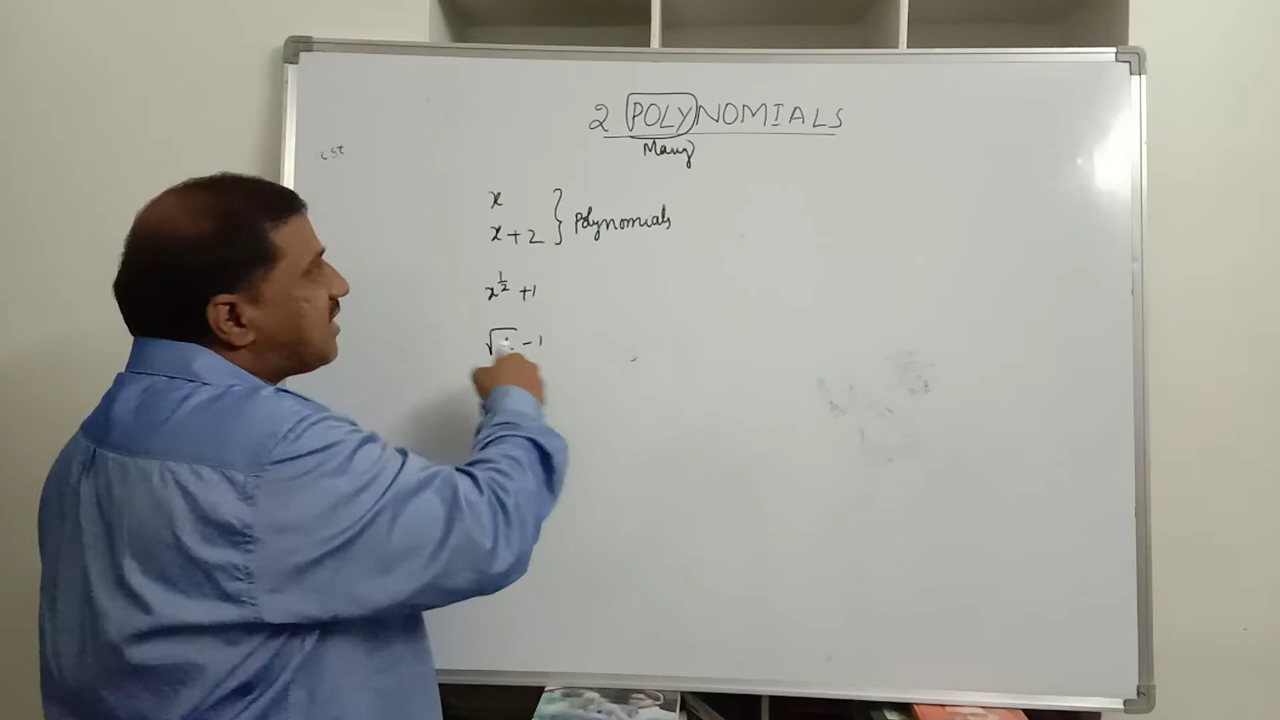 2 POLYNOMIALS
Many
x
x + 2 } Polynomials
x^½ + 1